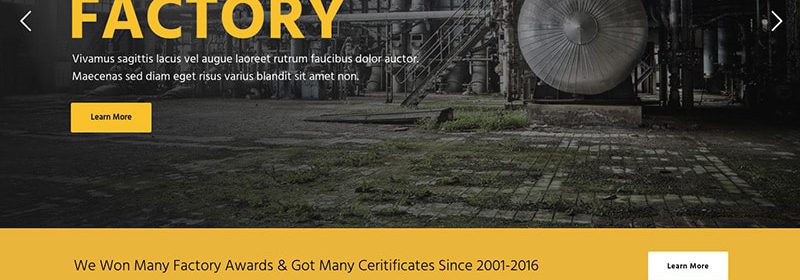 FACTORY
Vivamus sagittis lacus vel augue laoreet rutrum faucibus dolor auctor.
Maecenas sed diam eget risus varius blandit sit amet non.
Learn More
We Won Many Factory Awards & Got Many Ceritificates Since 2001-2016
Learn More